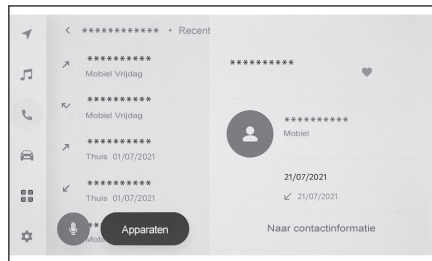 ************ • Recent
**********
Mobiel Vrijdag
**********
Mobiel Vrijdag
**********
Thuis 01/07/2021
**********
Thuis 01/07/2021
**
Mobi
Apparaten
**********
**********
Mobiel
21/07/2021
21/07/2021
Naar contactinformatie